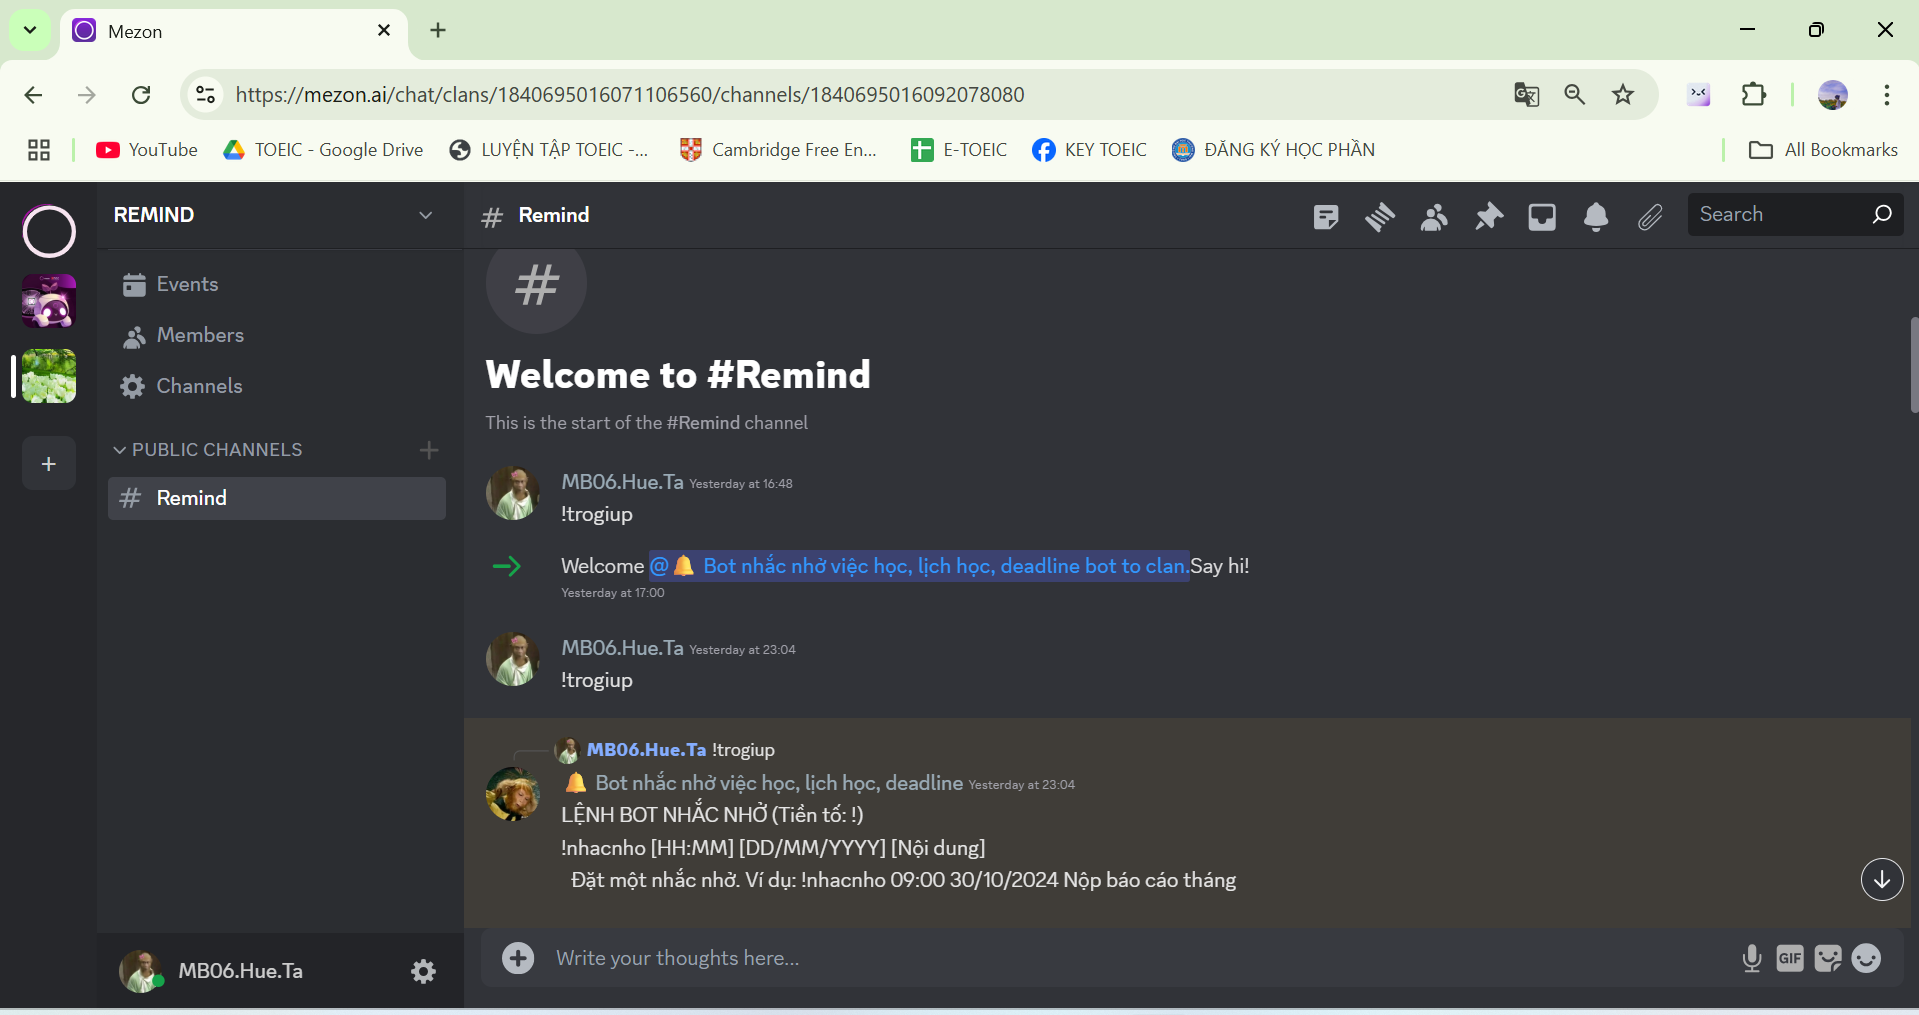 Mezon
https://mezon.ai/chat/clans/1840695016071106560/channels/1840695016092078080
YouTube
TOEIC - Google Drive
LUYỆN TẬP TOEIC -...
Cambridge Free En...
E-TOEIC
KEY TOEIC
ĐĂNG KÝ HỌC PHẦN
All Bookmarks
REMIND
Remind
Search
Events
Members
Channels
PUBLIC CHANNELS
Remind
Welcome to #Remind
This is the start of the #Remind channel
MB06.Hue.Ta Yesterday at 16:48
!trogiup
Welcome @🔔 Bot nhắc nhở việc học, lịch học, deadline bot to clan.Say hi!
Yesterday at 17:00
MB06.Hue.Ta Yesterday at 23:04
!trogiup
MB06.Hue.Ta !trogiup
🔔 Bot nhắc nhở việc học, lịch học, deadline Yesterday at 23:04
LỆNH BOT NHẮC NHỞ (Tiền tố: !)
!nhacnho [HH:MM] [DD/MM/YYYY] [Nội dung]
Đặt một nhắc nhở. Ví dụ: !nhacnho 09:00 30/10/2024 Nộp báo cáo tháng
Write your thoughts here...
GIF
MB06.Hue.Ta